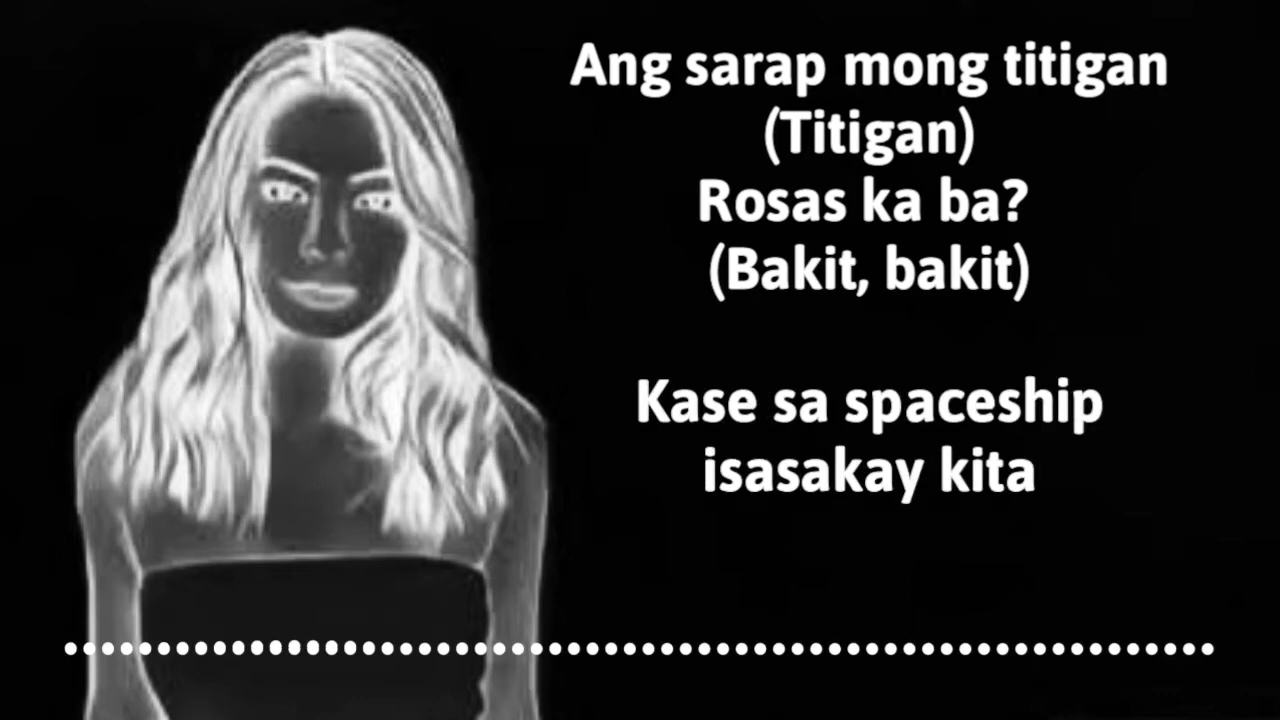 Ang sarap mong titigan
(Titigan)
Rosas ka ba?
(Bakit, bakit)
Kase sa spaceship
isasakay kita